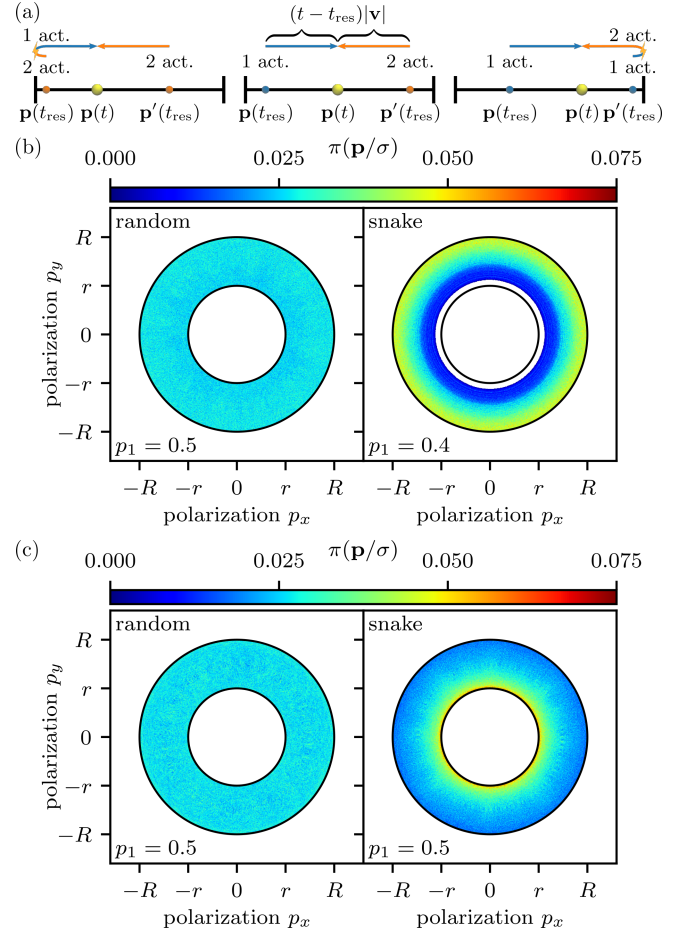 (a)
(t − t_res)|v|
1 act. 2 act.
2 act. 2 act. 1 act. 2 act. 1 act. 1 act.
p(t_res) p(t) p′(t_res) p(t_res) p(t) p′(t_res) p(t_res) p(t) p′(t_res)
(b) π(p/σ)
0.000 0.025 0.050 0.075
random snake
R
r
0
−r
−R
polarization p_y
p_1 = 0.5 p_1 = 0.4
−R −r 0 r R −R −r 0 r R
polarization p_x polarization p_x
(c) π(p/σ)
0.000 0.025 0.050 0.075
random snake
R
r
0
−r
−R
polarization p_y
p_1 = 0.5 p_1 = 0.5
−R −r 0 r R −R −r 0 r R
polarization p_x polarization p_x